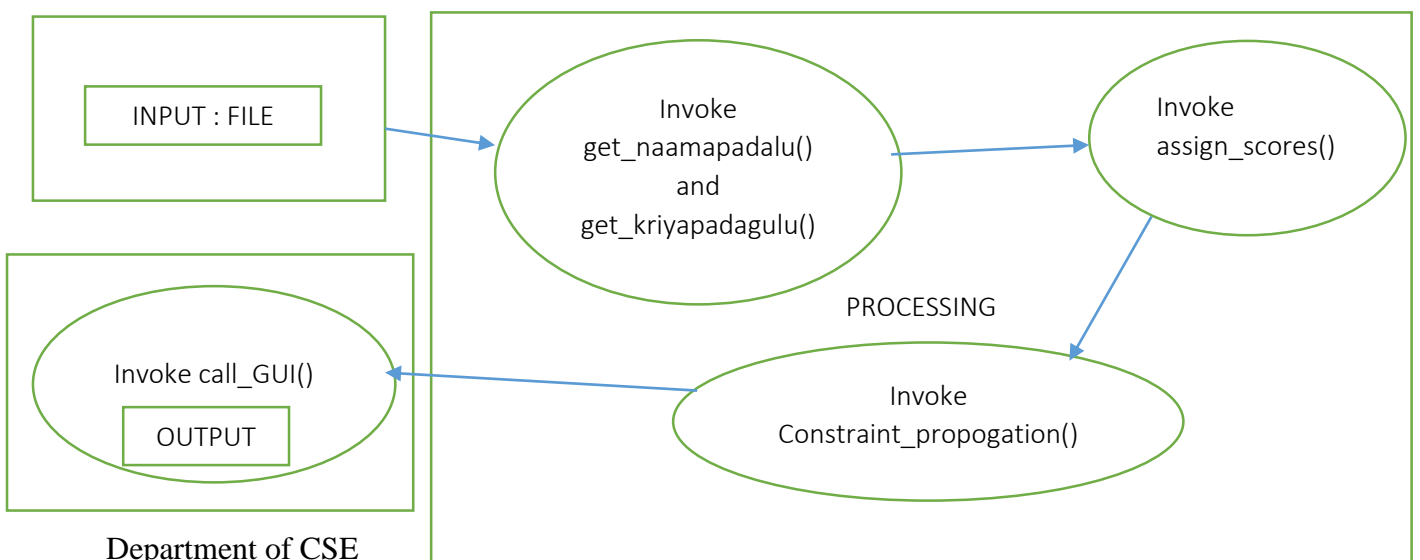 INPUT : FILE
Invoke
get_naamapadalu()
and
get_kriyapadagulu()
Invoke
assign_scores()
PROCESSING
Invoke
Constraint_propogation()
Invoke call_GUI()
OUTPUT
Department of CSE